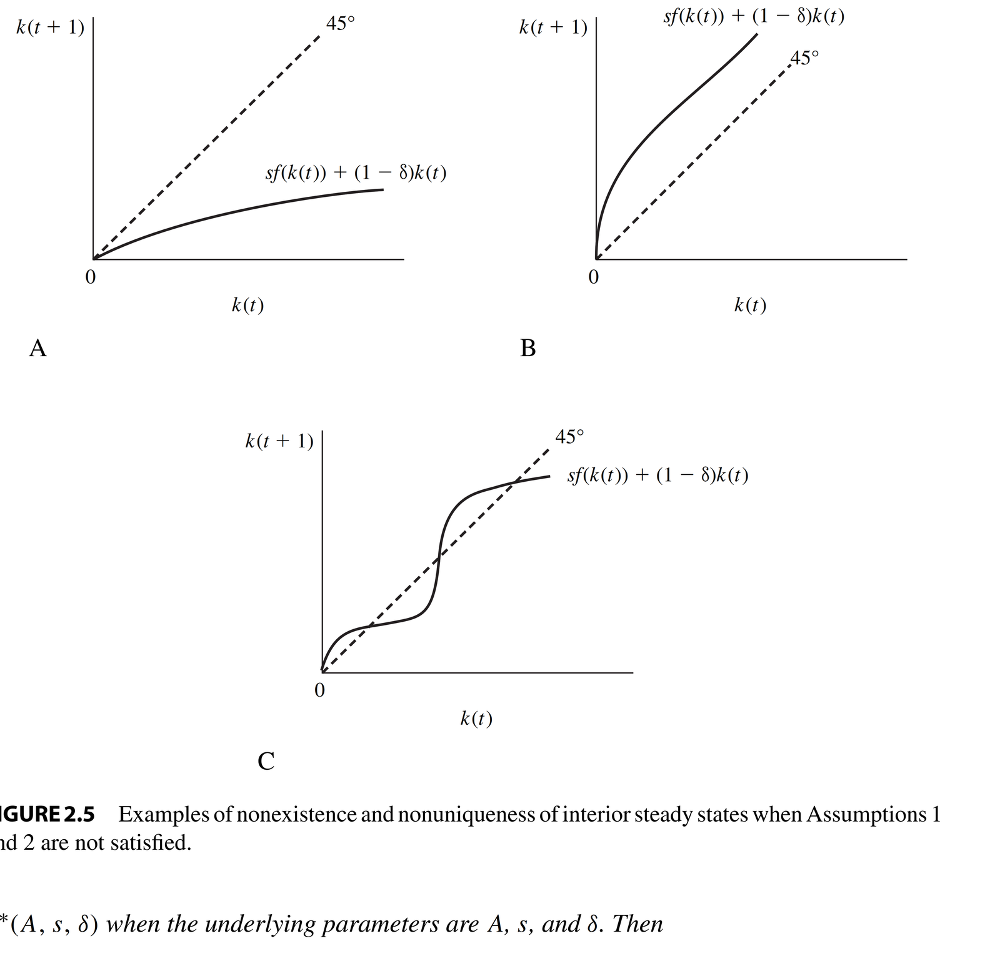 k(t + 1)
45°
sf(k(t)) + (1 − δ)k(t)
0
k(t)
A
k(t + 1)
sf(k(t)) + (1 − δ)k(t)
45°
0
k(t)
B
k(t + 1)
45°
sf(k(t)) + (1 − δ)k(t)
0
k(t)
C
IGURE 2.5 Examples of nonexistence and nonuniqueness of interior steady states when Assumptions 1
nd 2 are not satisfied.
*(A, s, δ) when the underlying parameters are A, s, and δ. Then